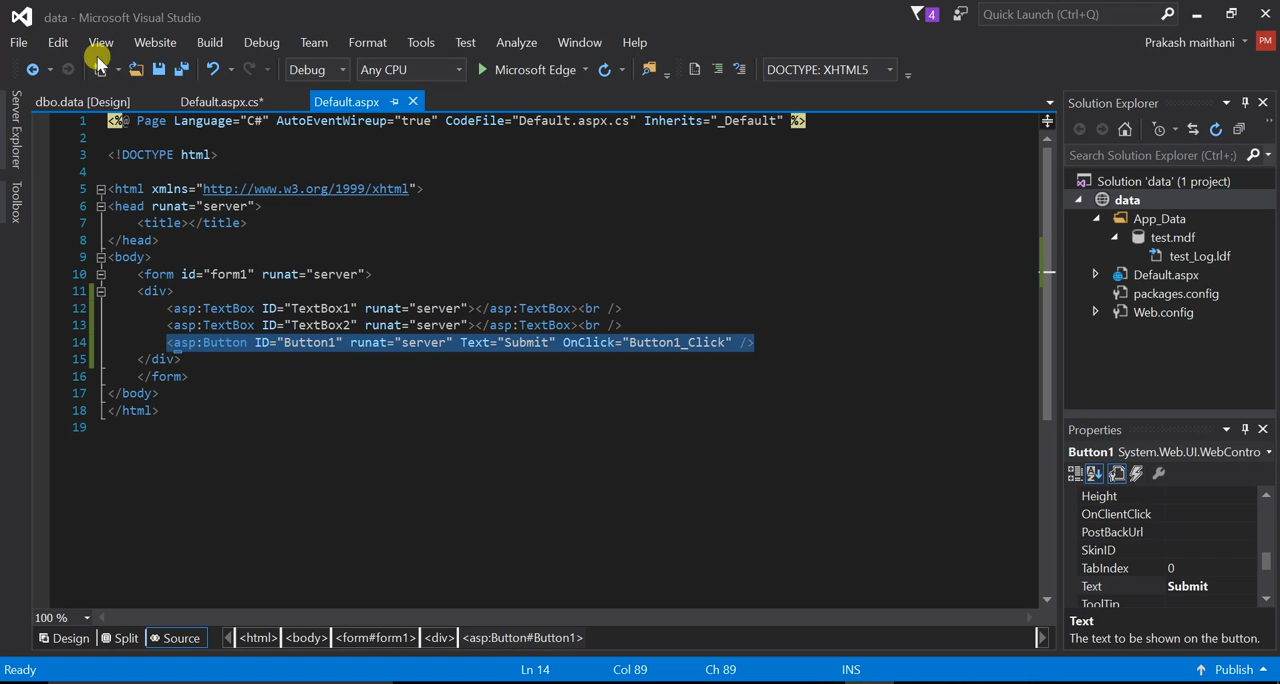 data - Microsoft Visual Studio
4
Quick Launch (Ctrl+Q)
File Edit View Website Build Debug Team Format Tools Test Analyze Window Help
Prakash maithani
PM
Debug
Any CPU
Microsoft Edge
DOCTYPE: XHTML5
Server Explorer
Toolbox
dbo.data [Design]
Default.aspx.cs*
Default.aspx
1 <%@ Page Language="C#" AutoEventWireup="true" CodeFile="Default.aspx.cs" Inherits="_Default" %>
2
3 <!DOCTYPE html>
4
5 <html xmlns="http://www.w3.org/1999/xhtml">
6 <head runat="server">
7 <title></title>
8 </head>
9 <body>
10 <form id="form1" runat="server">
11 <div>
12 <asp:TextBox ID="TextBox1" runat="server"></asp:TextBox><br />
13 <asp:TextBox ID="TextBox2" runat="server"></asp:TextBox><br />
14 <asp:Button ID="Button1" runat="server" Text="Submit" OnClick="Button1_Click" />
15 </div>
16 </form>
17 </body>
18 </html>
19
100 %
Design Split Source <html> <body> <form#form1> <div> <asp:Button#Button1>
Solution Explorer
Search Solution Explorer (Ctrl+;)
Solution 'data' (1 project)
data
App_Data
test.mdf
test_Log.ldf
Default.aspx
packages.config
Web.config
Properties
Button1 System.Web.UI.WebContro
Height
OnClientClick
PostBackUrl
SkinID
TabIndex 0
Text Submit
ToolTip
Text
The text to be shown on the button.
Ready
Ln 14
Col 89
Ch 89
INS
Publish